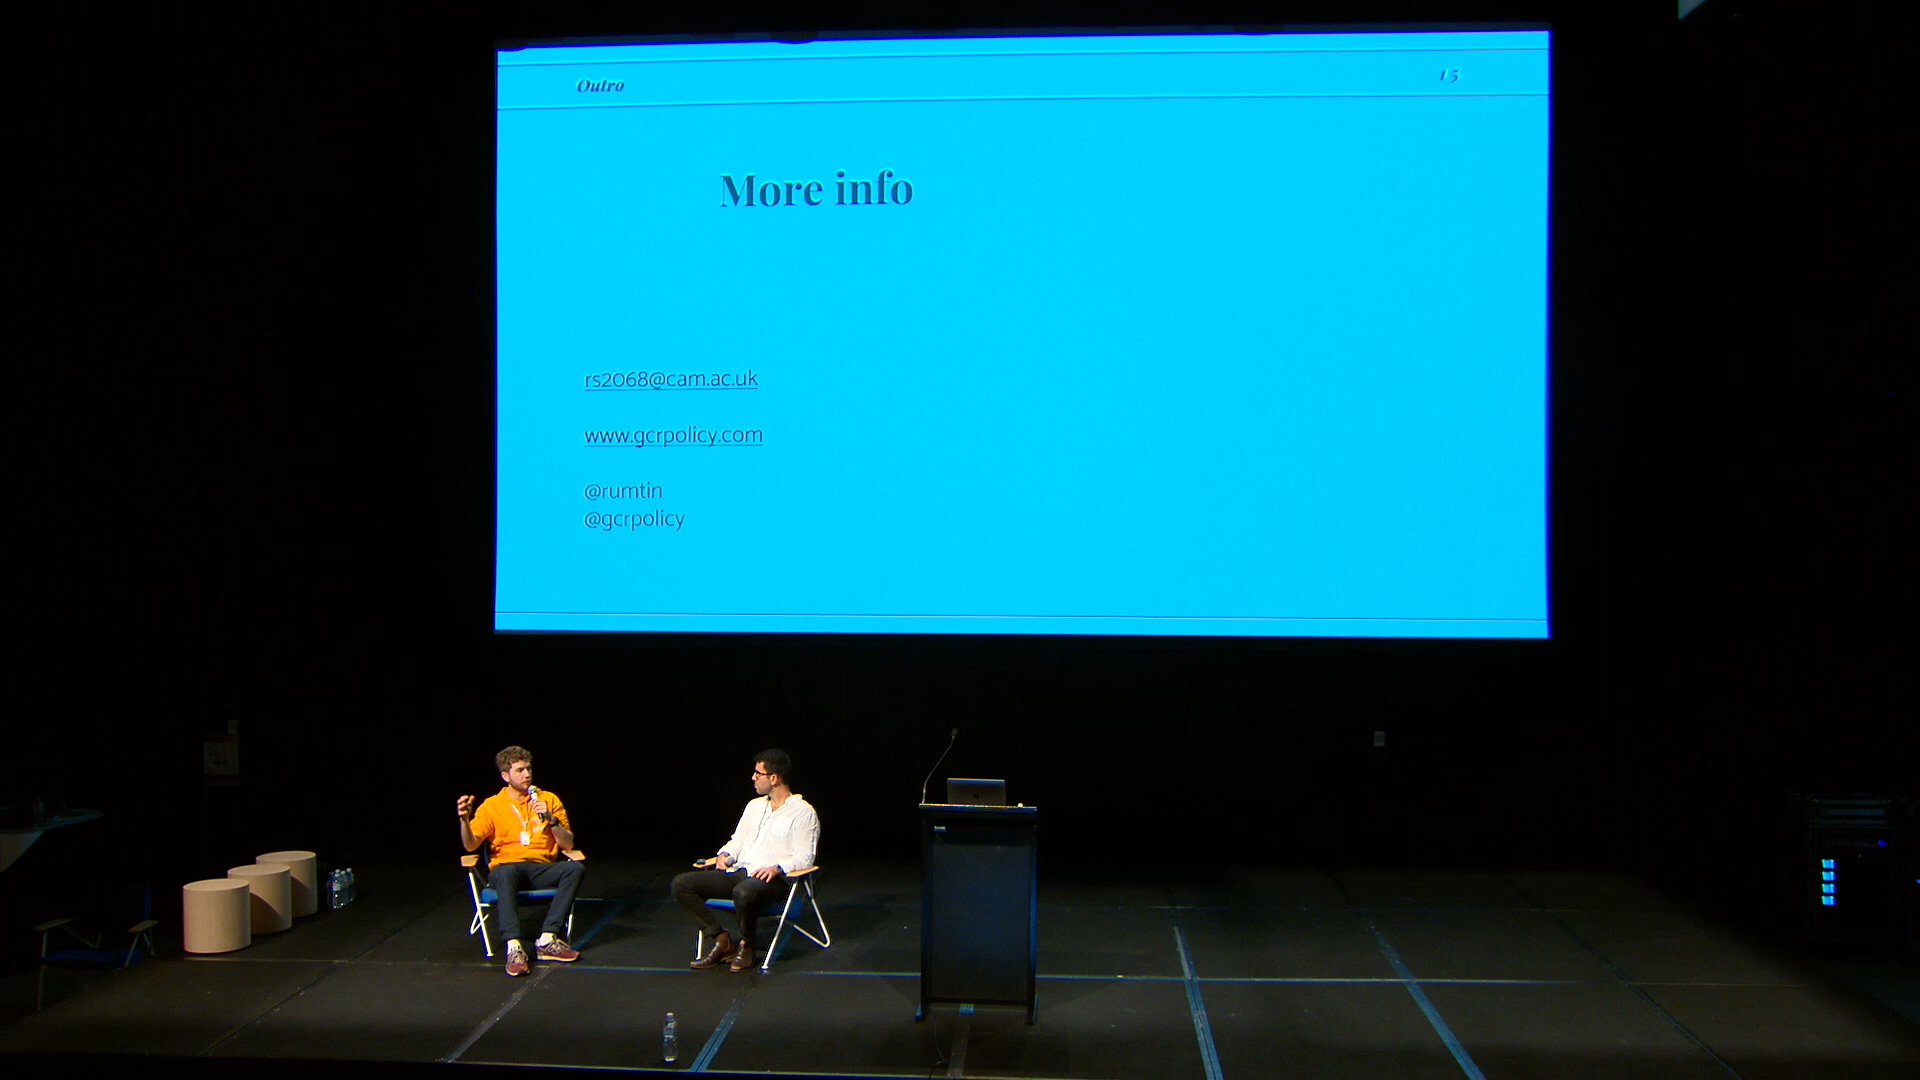 Outro
15
More info
rs2068@cam.ac.uk
www.gcrpolicy.com
@rumtin
@gcrpolicy